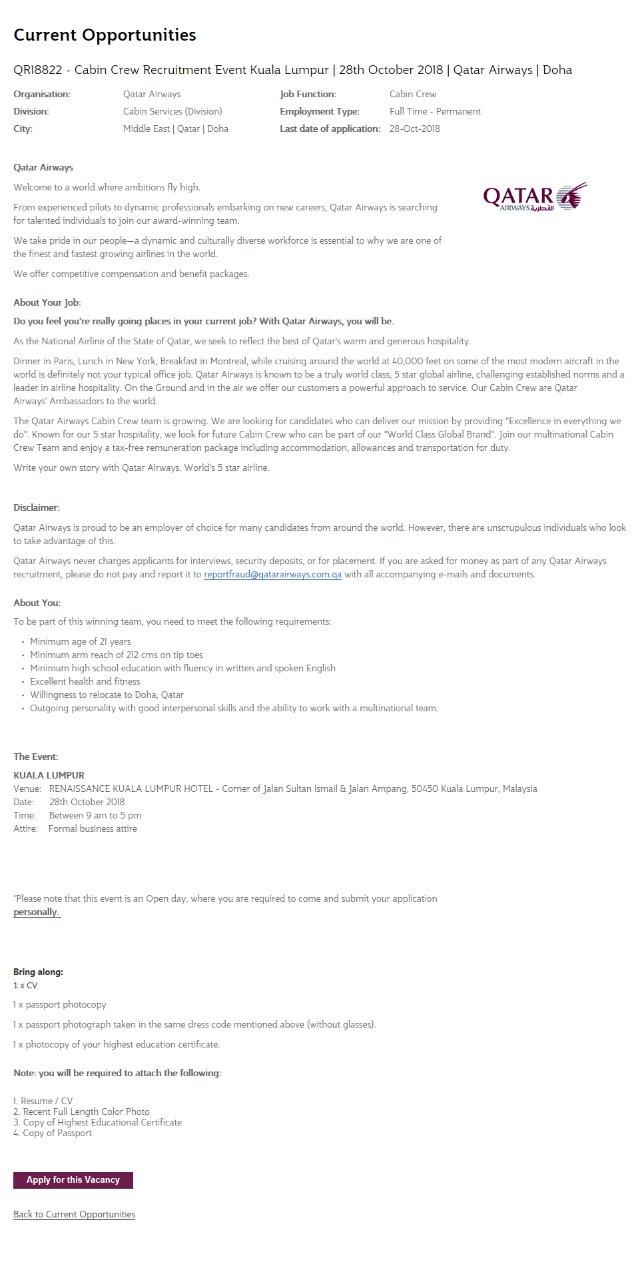 Current Opportunities
QR18822 - Cabin Crew Recruitment Event Kuala Lumpur | 28th October 2018 | Qatar Airways | Doha
Organisation: Qatar Airways Job Function: Cabin Crew
Division: Cabin Services (Division) Employment Type: Full Time - Permanent
City: Middle East | Qatar | Doha Last date of application: 28-Oct-2018
Qatar Airways
Welcome to a world where ambitions fly high.
QATAR
AIRWAYS القطرية
From experienced pilots to dynamic professionals embarking on new careers, Qatar Airways is searching
for talented individuals to join our award-winning team.
We take pride in our people—a dynamic and culturally diverse workforce is essential to why we are one of
the finest and fastest growing airlines in the world.
We offer competitive compensation and benefit packages.
About Your Job:
Do you feel you're really going places in your current job? With Qatar Airways, you will be.
As the National Airline of the State of Qatar, we seek to reflect the best of Qatar's warm and generous hospitality.
Dinner in Paris, Lunch in New York, Breakfast in Montreal, while cruising around the world at 40,000 feet on some of the most modern aircraft in the
world is definitely not your typical office job. Qatar Airways is known to be a truly world class, 5 star global airline, challenging established norms and a
leader in airline hospitality. On the Ground and in the air we offer our customers a powerful approach to service. Our Cabin Crew are Qatar
Airways' Ambassadors to the world.
The Qatar Airways Cabin Crew team is growing. We are looking for candidates who can deliver our mission by providing "Excellence in everything we
do". Known for our 5 star hospitality, we look for future Cabin Crew who can be part of our "World Class Global Brand". Join our multinational Cabin
Crew Team and enjoy a tax-free remuneration package including accommodation, allowances and transportation for duty.
Write your own story with Qatar Airways. World's 5 star airline.
Disclaimer:
Qatar Airways is proud to be an employer of choice for many candidates from around the world. However, there are unscrupulous individuals who look
to take advantage of this.
Qatar Airways never charges applicants for interviews, security deposits, or for placement. If you are asked for money as part of any Qatar Airways
recruitment, please do not pay and report it to reportfraud@qatarairways.com.qa with all accompanying e-mails and documents.
About You:
To be part of this winning team, you need to meet the following requirements:
• Minimum age of 21 years
• Minimum arm reach of 212 cms on tip toes
• Minimum high school education with fluency in written and spoken English
• Excellent health and fitness
• Willingness to relocate to Doha, Qatar
• Outgoing personality with good interpersonal skills and the ability to work with a multinational team.
The Event:
KUALA LUMPUR
Venue: RENAISSANCE KUALA LUMPUR HOTEL - Corner of Jalan Sultan Ismail & Jalan Ampang, 50450 Kuala Lumpur, Malaysia
Date: 28th October 2018
Time: Between 9 am to 5 pm
Attire: Formal business attire
*Please note that this event is an Open day, where you are required to come and submit your application
personally.
Bring along:
1 x CV
1 x passport photocopy
1 x passport photograph taken in the same dress code mentioned above (without glasses).
1 x photocopy of your highest education certificate.
Note: you will be required to attach the following:
1. Resume / CV
2. Recent Full Length Color Photo
3. Copy of Highest Educational Certificate
4. Copy of Passport
Apply for this Vacancy
Back to Current Opportunities